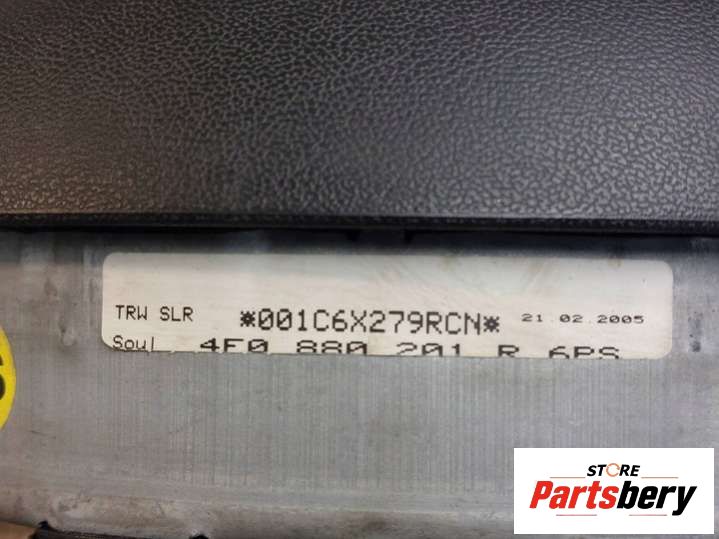 TRW SLR *001C6X279RCN* 21.02.2005
Soul 4F0 880 201 R 6PS
STORE
Partsbery